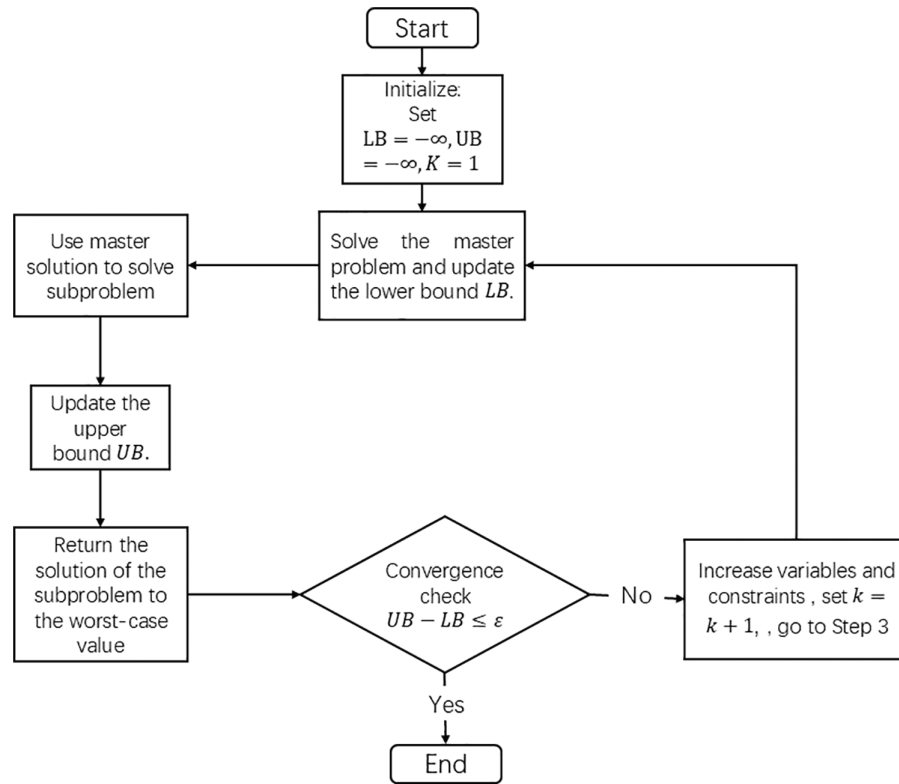 Start
Initialize:
Set
LB = −∞, UB
= −∞, K = 1
Solve the master
problem and update
the lower bound LB.
Use master
solution to solve
subproblem
Update the
upper
bound UB.
Return the
solution of the
subproblem to
the worst-case
value
Convergence
check
UB − LB ≤ ε
No
Increase variables and
constraints , set k =
k + 1, , go to Step 3
Yes
End